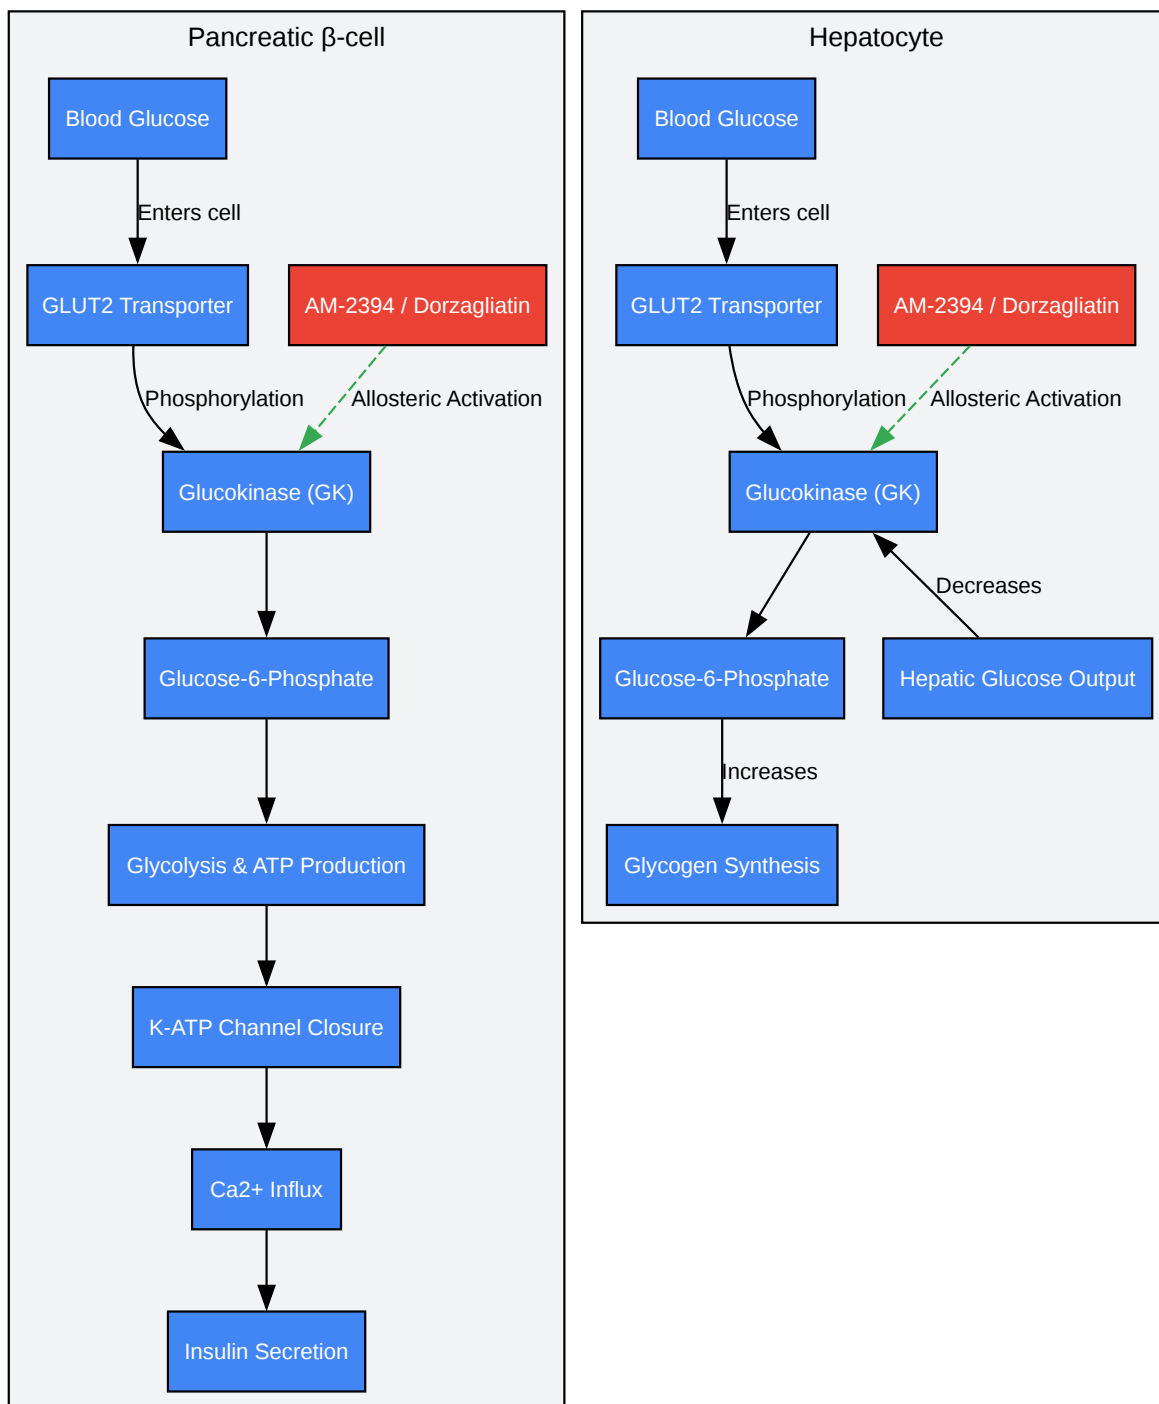 Pancreatic β-cell
Blood Glucose
Enters cell
GLUT2 Transporter
AM-2394 / Dorzagliatin
Phosphorylation
Allosteric Activation
Glucokinase (GK)
Glucose-6-Phosphate
Glycolysis & ATP Production
K-ATP Channel Closure
Ca2+ Influx
Insulin Secretion
Hepatocyte
Blood Glucose
Enters cell
GLUT2 Transporter
AM-2394 / Dorzagliatin
Phosphorylation
Allosteric Activation
Glucokinase (GK)
Decreases
Glucose-6-Phosphate
Hepatic Glucose Output
Increases
Glycogen Synthesis